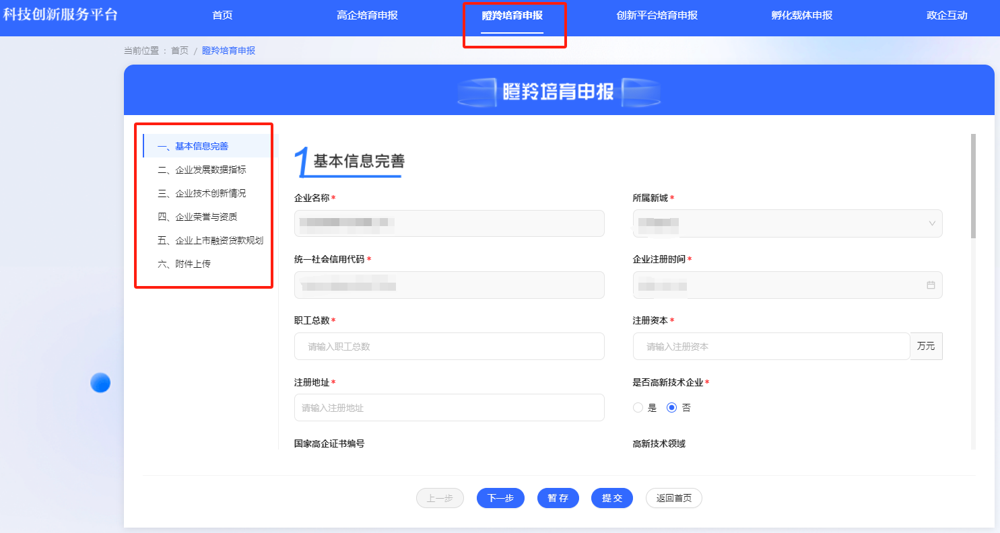 科技创新服务平台 首页 高企培育申报 瞪羚培育申报 创新平台培育申报 孵化载体申报 政企互动
当前位置 : 首页 / 瞪羚培育申报
瞪羚培育申报
一、基本信息完善
二、企业发展数据指标
三、企业技术创新情况
四、企业荣誉与资质
五、企业上市融资贷款规划
六、附件上传
1 基本信息完善
企业名称* 所属新城*
统一社会信用代码* 企业注册时间*
职工总数* 注册资本*
请输入职工总数 请输入注册资本 万元
注册地址* 是否高新技术企业*
请输入注册地址 是 否
国家高企证书编号 高新技术领域
上一步 下一步 暂存 提交 返回首页